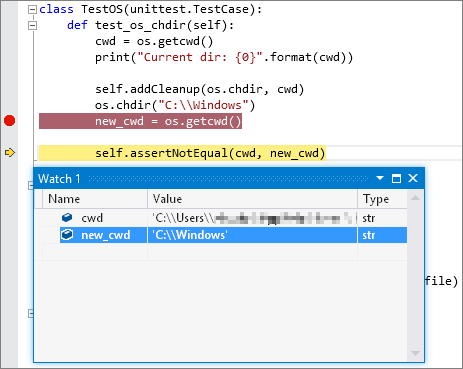 class TestOS(unittest.TestCase):
def test_os_chdir(self):
cwd = os.getcwd()
print("Current dir: {0}".format(cwd))
self.addCleanup(os.chdir, cwd)
os.chdir("C:\\Windows")
new_cwd = os.getcwd()
self.assertNotEqual(cwd, new_cwd)
Watch 1
Name Value Type
cwd 'C:\\Users\\ str
new_cwd 'C:\\Windows' str
file)